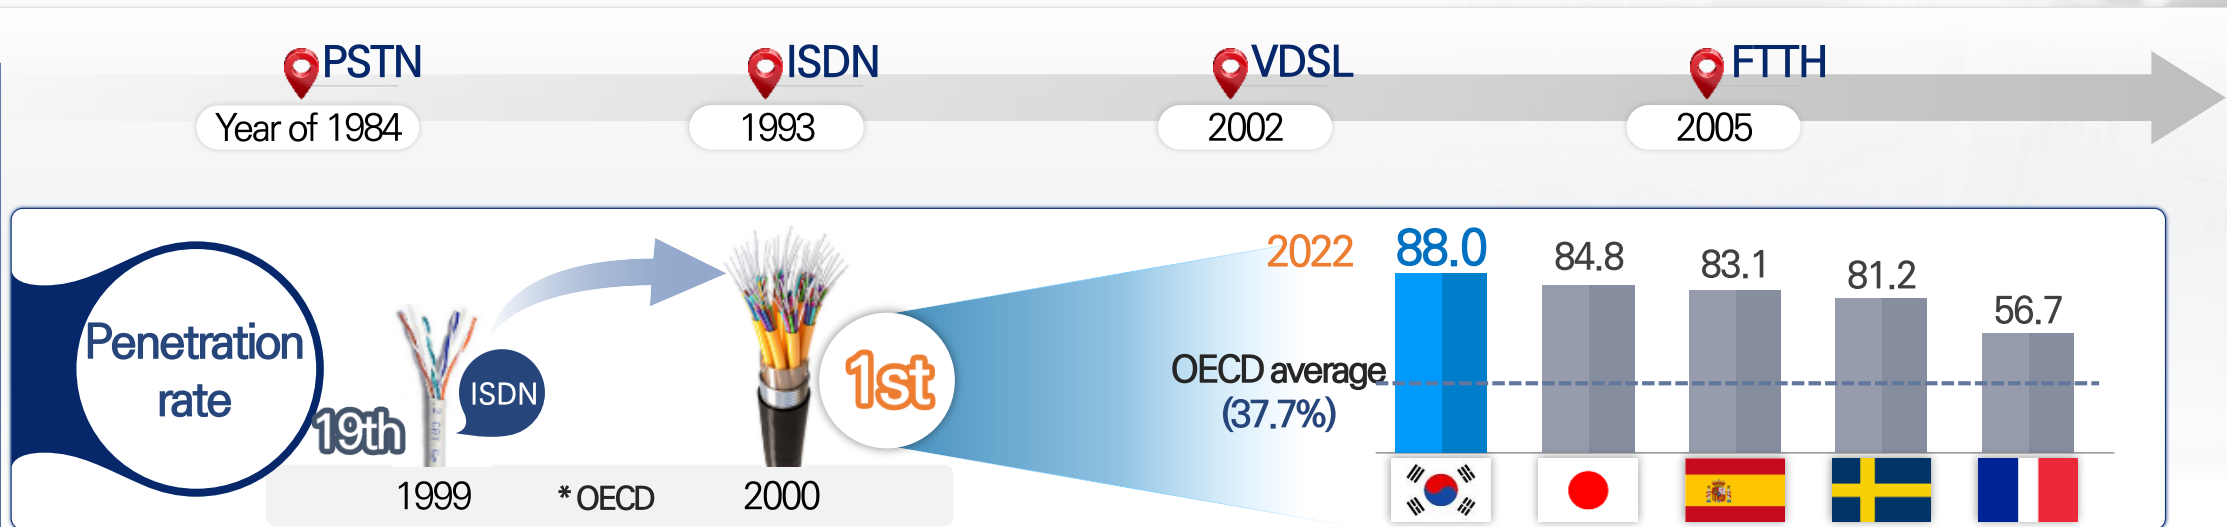 PSTN
ISDN
VDSL
FTTH
Year of 1984
1993
2002
2005
Penetration
rate
19th
ISDN
1999
* OECD
2000
1st
2022
OECD average
(37.7%)
88.0
84.8
83.1
81.2
56.7